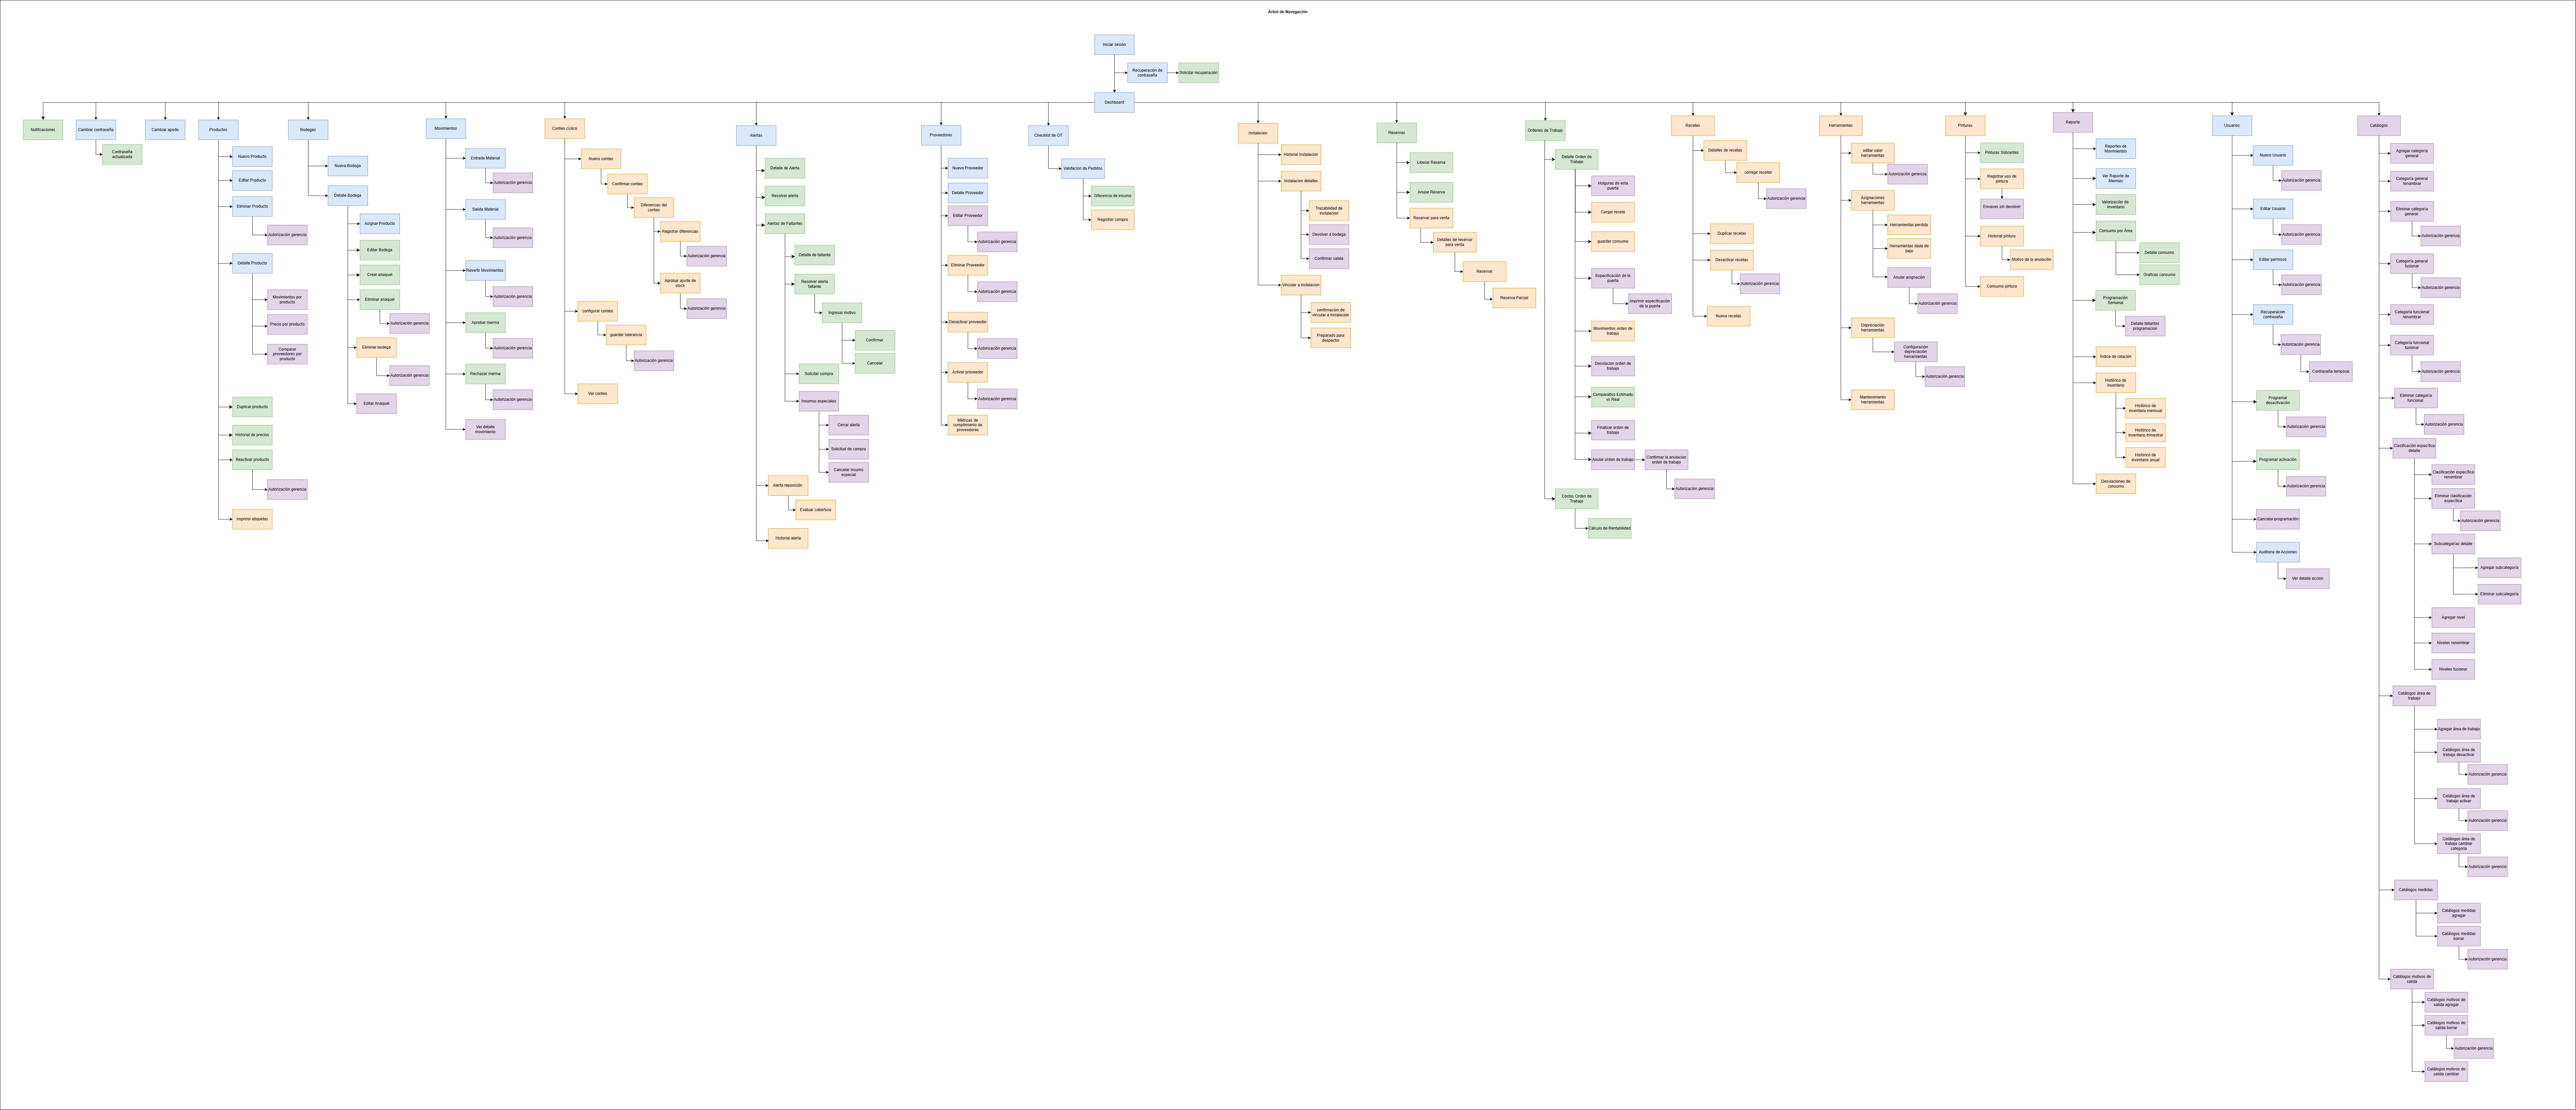 Árbol de Navegación
Iniciar sesión
Recuperación de
contraseña
Solicitar recuperación
Dashboard
Notificaciones
Cambiar contraseña
Contraseña
actualizada
Cambiar apodo
Productos
Nuevo Producto
Editar Producto
Eliminar Producto
Autorización gerencia
Detalle Producto
Movimientos por
producto
Precio por producto
Comparar
proveedores por
producto
Duplicar producto
Historial de precios
Reactivar producto
Autorización gerencia
Imprimir etiquetas
Bodegas
Nueva Bodega
Detalle Bodega
Asignar Producto
Editar Bodega
Crear anaquel
Eliminar anaquel
Autorización gerencia
Eliminar bodega
Autorización gerencia
Editar Anaquel
Movimientos
Entrada Material
Autorización gerencia
Salida Material
Autorización gerencia
Revertir Movimientos
Autorización gerencia
Aprobar merma
Autorización gerencia
Rechazar merma
Autorización gerencia
Ver detalle
movimiento
Conteo cíclico
Nuevo conteo
Confirmar conteo
Diferencias del
conteo
Registrar diferencias
Autorización gerencia
Aprobar ajuste de
stock
Autorización gerencia
configurar conteo
guardar tolerancia
Autorización gerencia
Ver conteo
Alertas
Detalle de Alerta
Resolver alerta
Alertas de Faltantes
Detalle de faltante
Resolver alerta
faltante
Ingresar motivo
Confirmar
Cancelar
Solicitar compra
Insumos especiales
Cerrar alerta
Solicitud de compra
Cancelar insumo
especial
Alerta reposición
Evaluar cobertura
Historial alerta
Proveedores
Nuevo Proveedor
Detalle Proveedor
Editar Proveedor
Autorización gerencia
Eliminar Proveedor
Autorización gerencia
Desactivar proveedor
Autorización gerencia
Activar proveedor
Autorización gerencia
Métricas de
cumplimiento de
proveedores
Checklist de OT
Validacion de Pedidos
Diferencia de insumo
Registrar compra
Instalacion
Historial Instalacion
Instalacion detalles
Trazabilidad de
instalacion
Devolver a bodega
Confirmar salida
Vincular a instalacion
confirmacion de
vincular a instalacion
Preparado para
despacho
Reservas
Liberar Reserva
Anular Reserva
Reservar para venta
Detalles de reservar
para venta
Reservar
Reserva Parcial
Ordenes de Trabajo
Detalle Orden de
Trabajo
Holguras de esta
puerta
Cargar receta
guardar consumo
Especificación de la
puerta
Imprimir especificación
de la puerta
Movimientos orden de
trabajo
Desviacion orden de
trabajo
Comparativo Estimado
vs Real
Finalizar orden de
trabajo
Anular orden de trabajo
Confirmar la anulacion
orden de trabajo
Autorización gerencia
Costos Orden de
Trabajo
Cálculo de Rentabilidad
Recetas
Detalles de recetas
corregir recetas
Autorización gerencia
Duplicar recetas
Desactivar recetas
Autorización gerencia
Nueva recetas
Herramientas
editar valor
herramientas
Autorización gerencia
Asignaciones
herramientas
Herramientas perdida
Herramientas dada de
baja
Anular asignación
Autorización gerencia
Depreciación
herramientas
Configuración
depreciación
herramientas
Autorización gerencia
Mantenimiento
herramientas
Pinturas
Pinturas Sobrantes
Registrar uso de
pintura
Envases sin devolver
Historial pintura
Motivo de la anulación
Consumo pintura
Reporte
Reportes de
Movimientos
Ver Reporte de
Mermas
Valorización de
Inventario
Consumo por Área
Detalle consumo
Graficos consumo
Programación
Semanal
Detalle faltantes
programacion
Índice de rotación
Histórico de
inventario
Histórico de
inventario mensual
Histórico de
inventario trimestral
Histórico de
inventario anual
Desviaciones de
consumo
Usuarios
Nuevo Usuario
Autorización gerencia
Editar Usuario
Autorización gerencia
Editar permisos
Autorización gerencia
Recuperacion
contraseña
Autorización gerencia
Contraseña temporal
Programar
desactivación
Autorización gerencia
Programar activación
Autorización gerencia
Cancelar programación
Auditoria de Acciones
Ver detalle accion
Catálogos
Agregar categoría
general
Categoría general
renombrar
Eliminar categoría
general
Autorización gerencia
Categoría general
fusionar
Autorización gerencia
Categoría funcional
renombrar
Categoría funcional
fusionar
Autorización gerencia
Eliminar categoría
funcional
Autorización gerencia
Clasificación específica
detalle
Clasificación específica
renombrar
Eliminar clasificación
específica
Autorización gerencia
Subcategorías detalle
Agregar subcategoría
Eliminar subcategoría
Agregar nivel
Niveles renombrar
Niveles fusionar
Catálogos área de
trabajo
Agregar área de trabajo
Catálogos área de
trabajo desactivar
Autorización gerencia
Catálogos área de
trabajo activar
Autorización gerencia
Catálogos área de
trabajo cambiar
categoria
Autorización gerencia
Catálogos medidas
Catálogos medidas
agregar
Catálogos medidas
borrar
Autorización gerencia
Catálogos motivos de
salida
Catálogos motivos de
salida agregar
Catálogos motivos de
salida borrar
Autorización gerencia
Catálogos motivos de
salida cambiar